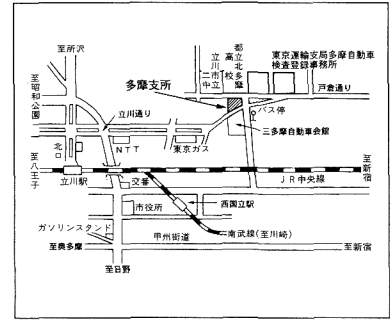 至所沢
都立北多摩高校
立川二中
市立
東京運輸支局多摩自動車
検査登録事務所
多摩支所
戸倉通り
至昭和公園
立川通り
バス停
三多摩自動車会館
北口
NTT
東京ガス
至八王子
至新宿
立川駅
交番
JR中央線
市役所
西国立駅
ガソリンスタンド
甲州街道
南武線(至川崎)
至奥多摩
至新宿
至日野